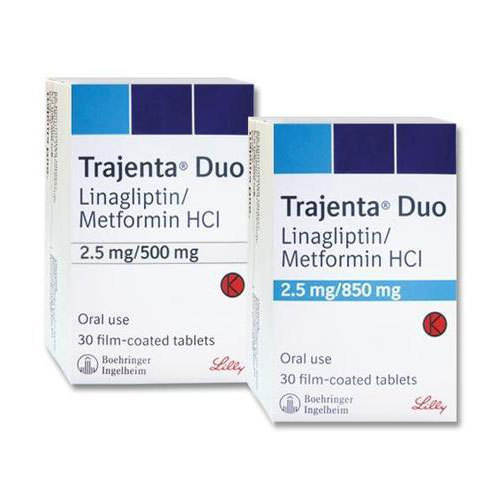 Trajenta® Duo
Linagliptin/
Metformin HCl
2.5 mg/500 mg
K
Oral use
30 film-coated tablets
Boehringer
Ingelheim
Lilly
Trajenta® Duo
Linagliptin/
Metformin HCl
2.5 mg/850 mg
K
Oral use
30 film-coated tablets
Boehringer
Ingelheim
Lilly